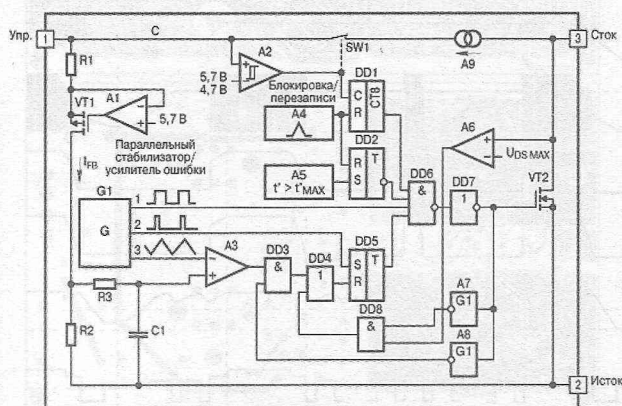 Упр. 1 C SW1 3 Сток
A9
R1
A2
5,7 В
4,7 В
Блокировка/
перезаписи
DD1
C
R
CT8
VT1
A1
5,7 В
A4
A6
U DS MAX
Параллельный
стабилизатор/
усилитель ошибки
I FB
DD2
R
S
T
A5
t° > t°MAX
DD6
&
DD7
1
VT2
G1
G
1
2
3
A3
DD3
&
DD4
1
DD5
S
R
T
A7
G1
R3
DD8
&
A8
G1
R2
C1
2 Исток